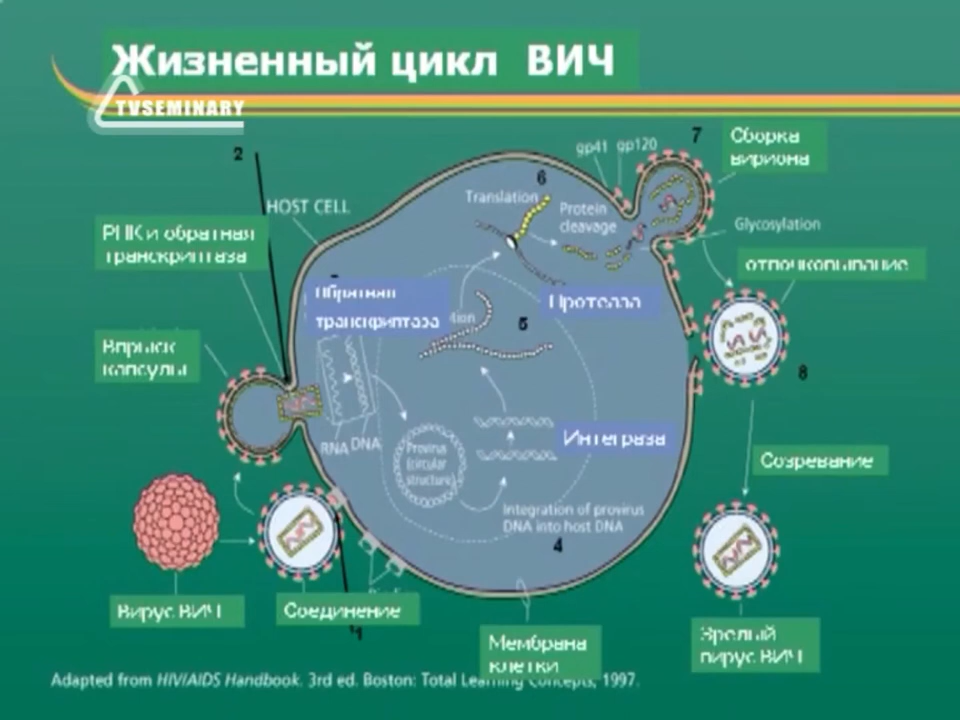 Жизненный цикл ВИЧ
TVSEMINARY
2
gp41 gp120
7
Сборка
вириона
6
HOST CELL
Translation
Protein
cleavage
Glycosylation
РНК и обратная
транскриптаза
отпочковывание
Обратная
транскриптаза
Протеаза
5
Впрыск
капсулы
8
RNA DNA
Provirus
(circular
structure)
Интеграза
Созревание
Integration of provirus
DNA into host DNA
4
Вирус ВИЧ
Соединение
1
Мембрана
клетки
Зрелый
вирус ВИЧ
Adapted from HIV/AIDS Handbook. 3rd ed. Boston: Total Learning Concepts, 1997.